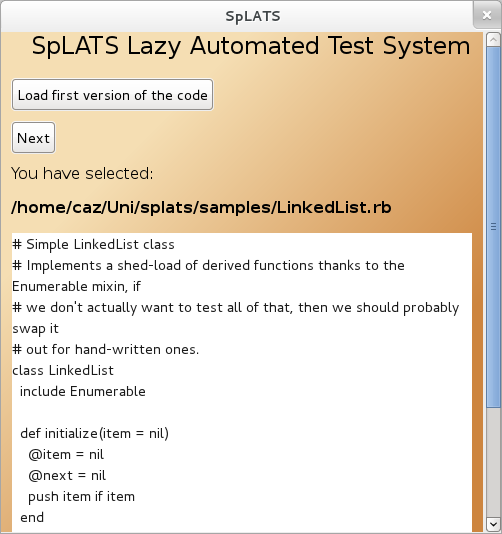 SpLATS
SpLATS Lazy Automated Test System
Load first version of the code
Next
You have selected:
/home/caz/Uni/splats/samples/LinkedList.rb
# Simple LinkedList class
# Implements a shed-load of derived functions thanks to the
Enumerable mixin, if
# we don't actually want to test all of that, then we should probably
swap it
# out for hand-written ones.
class LinkedList
  include Enumerable

  def initialize(item = nil)
    @item = nil
    @next = nil
    push item if item
  end